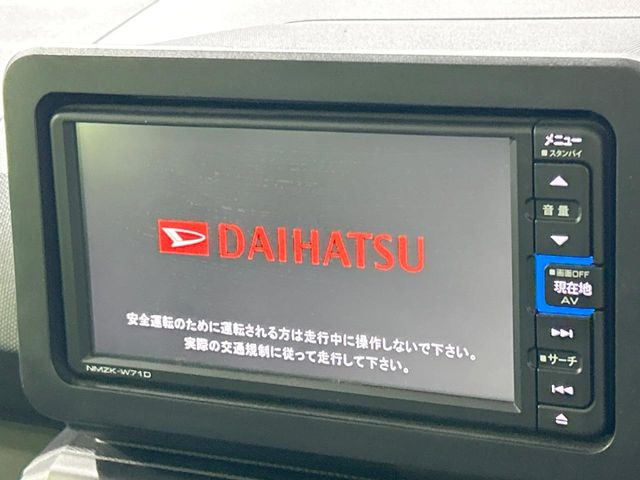 DAIHATSU
安全運転のために運転される方は走行中に操作しないで下さい。
実際の交通規制に従って走行して下さい。
NMZK-W71D
メニュー
スタンバイ
音量
画面OFF
現在地
AV
サーチ